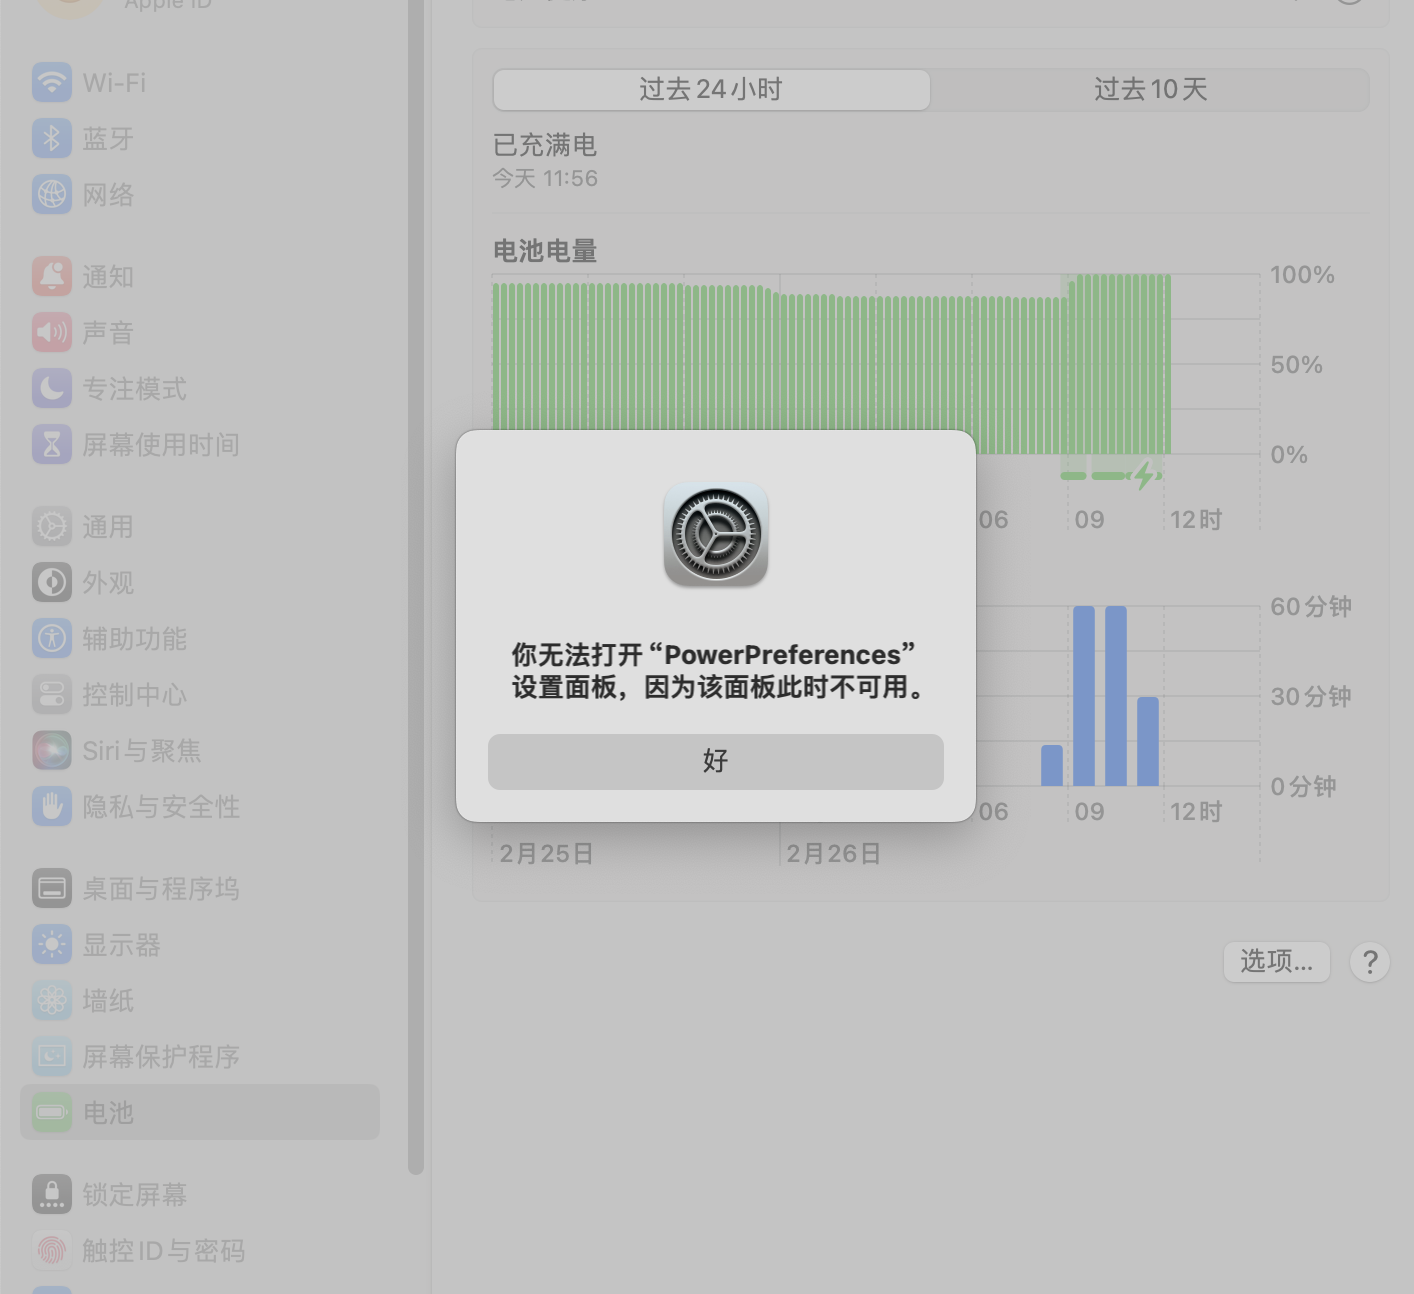 Apple ID
Wi-Fi
蓝牙
网络
通知
声音
专注模式
屏幕使用时间
通用
外观
辅助功能
控制中心
Siri与聚焦
隐私与安全性
桌面与程序坞
显示器
墙纸
屏幕保护程序
电池
锁定屏幕
触控ID与密码
过去24小时
过去10天
已充满电
今天 11:56
电池电量
100%
50%
0%
06
09
12时
60分钟
30分钟
0分钟
06
09
12时
2月25日
2月26日
选项...
?
你无法打开“PowerPreferences”
设置面板，因为该面板此时不可用。
好